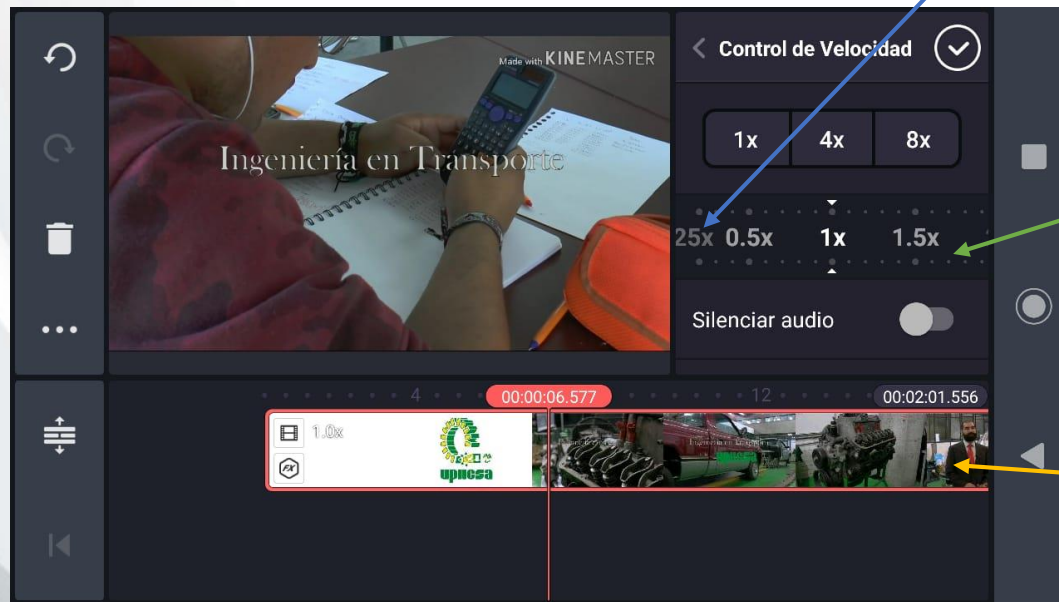 Control de Velocidad
Made with KINEMASTER
1x 4x 8x
Ingeniería en Transporte
25x 0.5x 1x 1.5x
Silenciar audio
4 00:00:06.577 12 00:02:01.556
1.0x
upiicsa